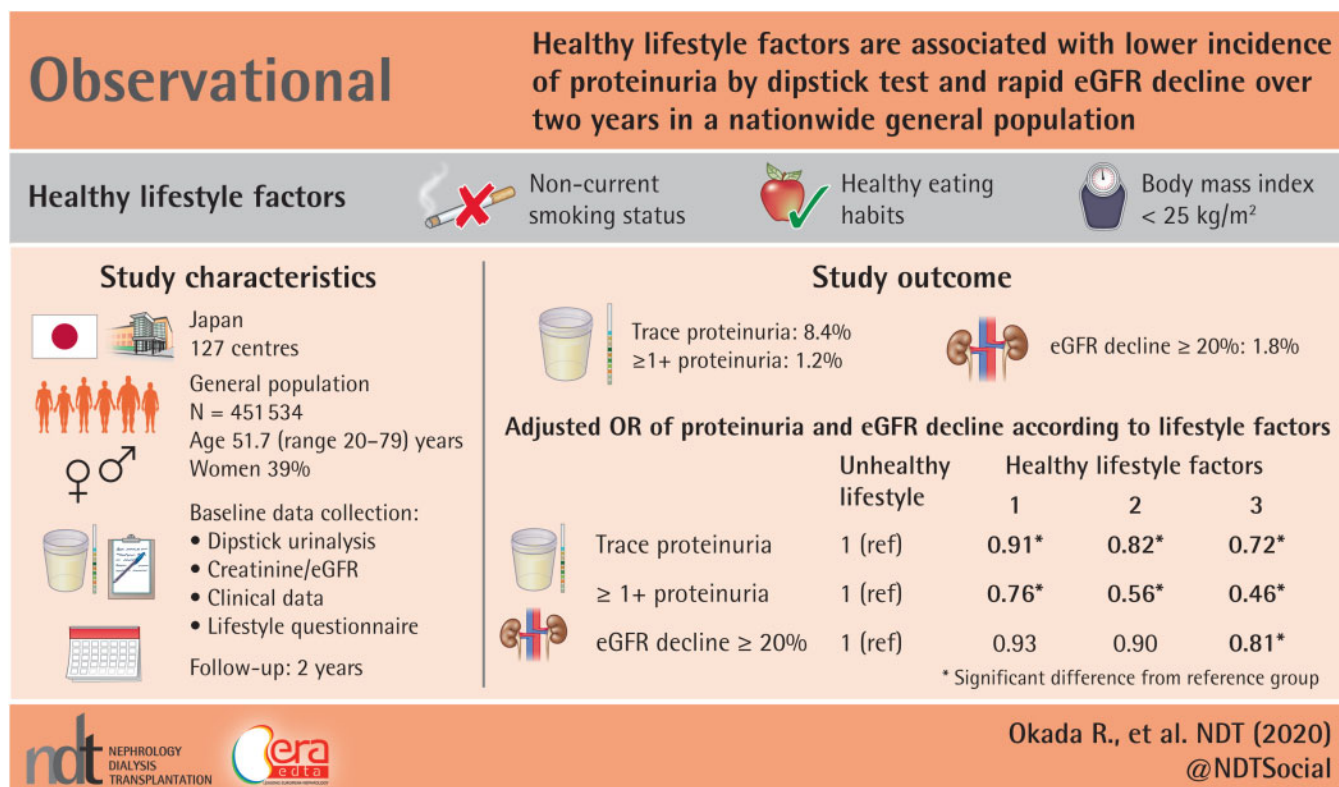 Observational
Healthy lifestyle factors are associated with lower incidence
of proteinuria by dipstick test and rapid eGFR decline over
two years in a nationwide general population
Healthy lifestyle factors
Non-current
smoking status
Healthy eating
habits
Body mass index
< 25 kg/m²
Study characteristics
Japan
127 centres
General population
N = 451 534
Age 51.7 (range 20–79) years
Women 39%
Baseline data collection:
• Dipstick urinalysis
• Creatinine/eGFR
• Clinical data
• Lifestyle questionnaire
Follow-up: 2 years
Study outcome
Trace proteinuria: 8.4%
≥1+ proteinuria: 1.2%
eGFR decline ≥ 20%: 1.8%
Adjusted OR of proteinuria and eGFR decline according to lifestyle factors
Unhealthy
lifestyle
Healthy lifestyle factors
1 2 3
Trace proteinuria 1 (ref) 0.91* 0.82* 0.72*
≥ 1+ proteinuria 1 (ref) 0.76* 0.56* 0.46*
eGFR decline ≥ 20% 1 (ref) 0.93 0.90 0.81*
* Significant difference from reference group
ndt
NEPHROLOGY
DIALYSIS
TRANSPLANTATION
era
edta
LEADING EUROPEAN NEPHROLOGY
Okada R., et al. NDT (2020)
@NDTSocial